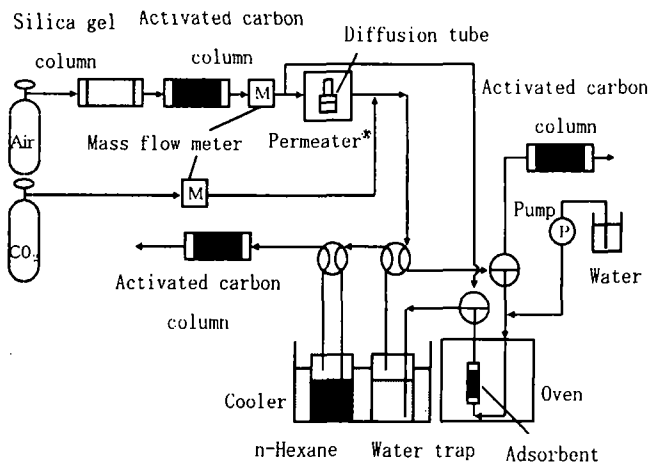 Silica gel
Activated carbon
column
column
Diffusion tube
Activated carbon
column
M
Air
Mass flow meter
Permeater*
M
Pump
P
CO₂
Water
Activated carbon
column
Cooler
Oven
n-Hexane
Water trap
Adsorbent